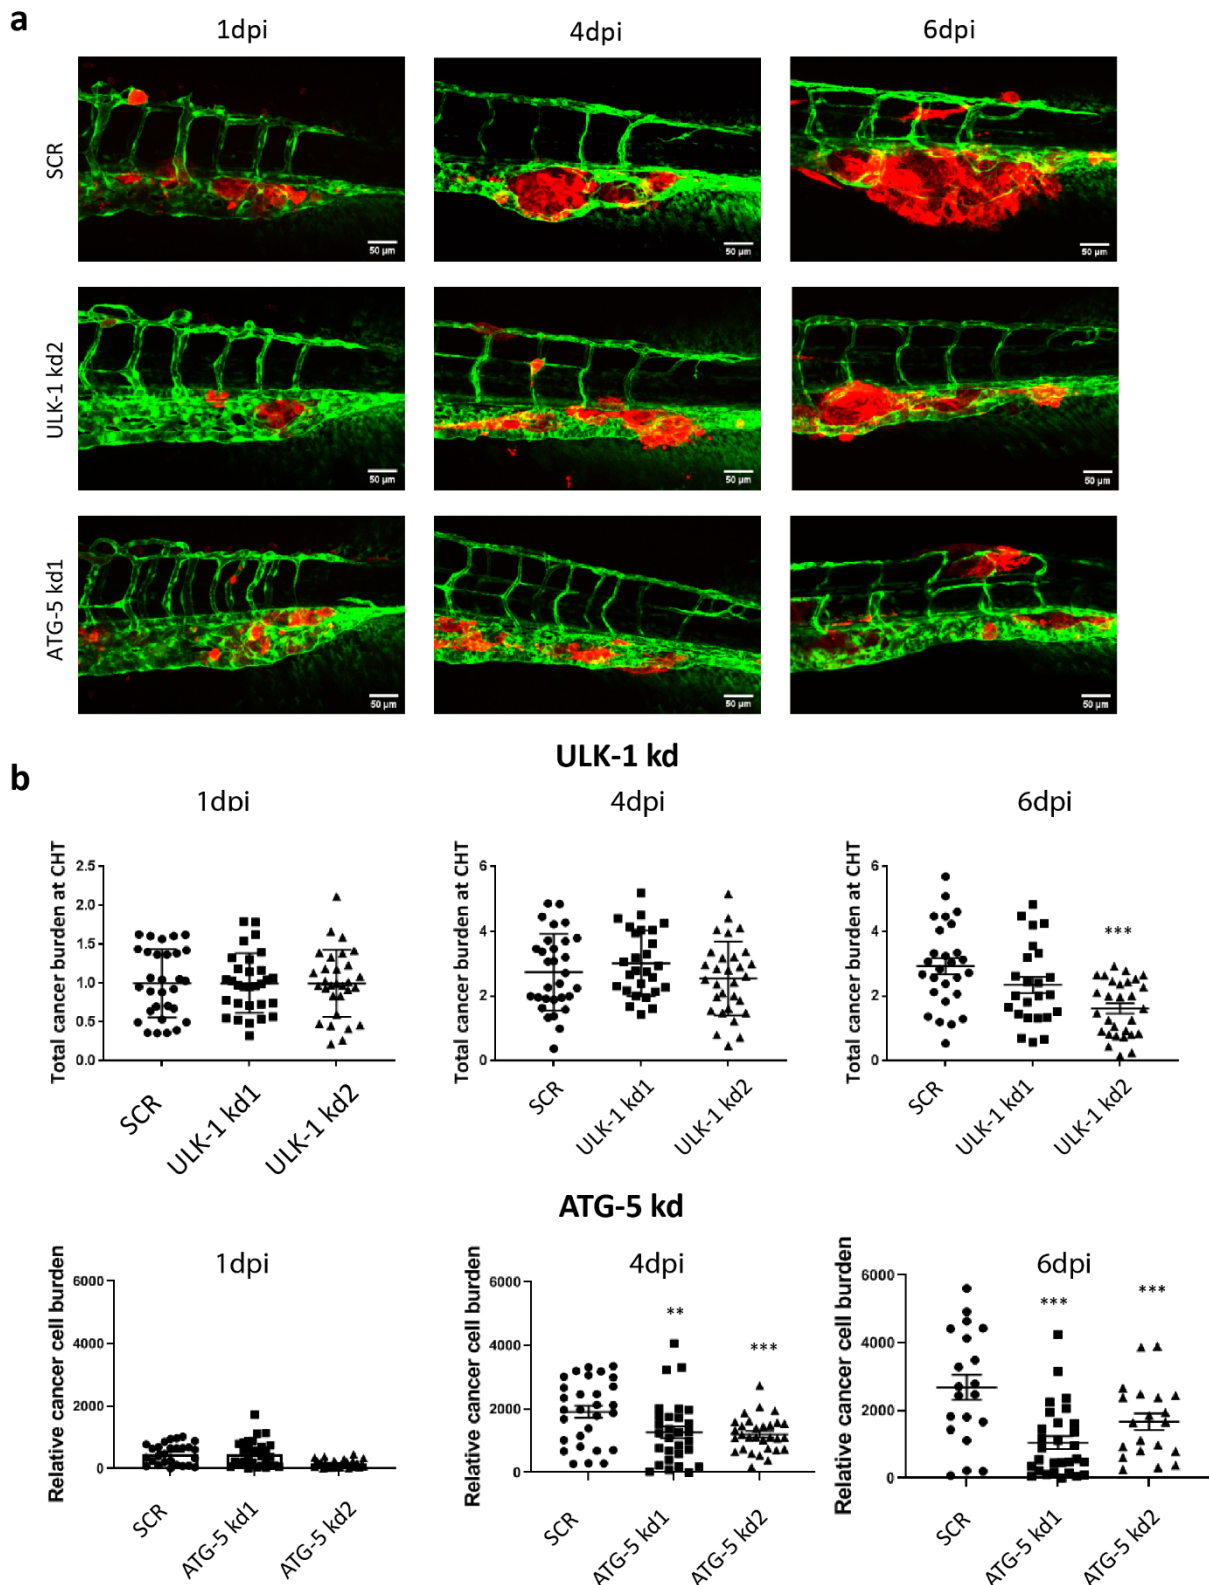 a
1dpi 4dpi 6dpi
SCR
50 µm 50 µm 50 µm
ULK-1 kd2
50 µm 50 µm 50 µm
ATG-5 kd1
50 µm 50 µm 50 µm
ULK-1 kd
b
1dpi 4dpi 6dpi
Total cancer burden at CHT
2.5
2.0
1.5
1.0
0.5
0.0
SCR ULK-1 kd1 ULK-1 kd2
Total cancer burden at CHT
6
4
2
0
SCR ULK-1 kd1 ULK-1 kd2
Total cancer burden at CHT
6
4
2
0
***
SCR ULK-1 kd1 ULK-1 kd2
ATG-5 kd
1dpi 4dpi 6dpi
Relative cancer cell burden
6000
4000
2000
0
SCR ATG-5 kd1 ATG-5 kd2
Relative cancer cell burden
6000
4000
2000
0
** ***
SCR ATG-5 kd1 ATG-5 kd2
Relative cancer cell burden
6000
4000
2000
0
*** ***
SCR ATG-5 kd1 ATG-5 kd2